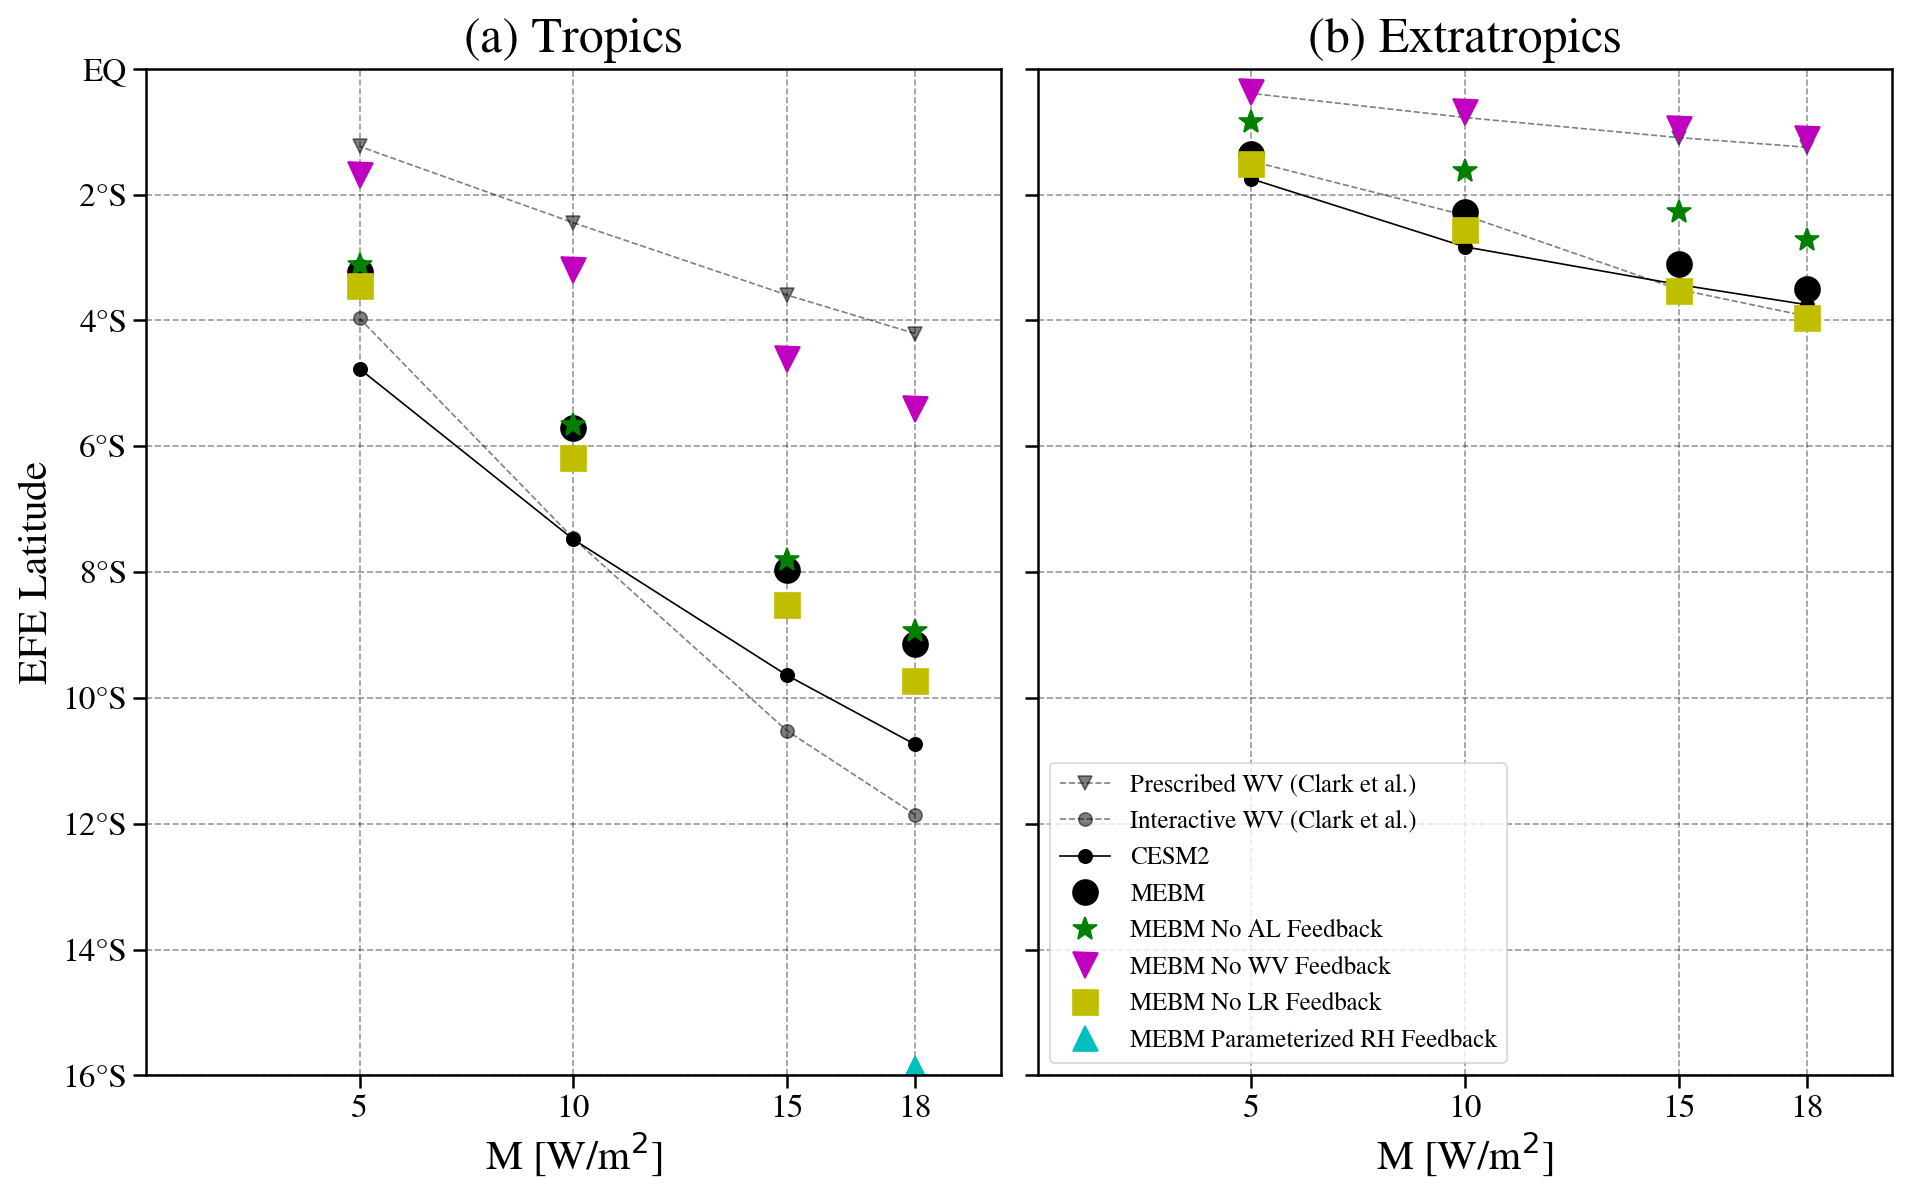 (a) Tropics
(b) Extratropics
EFE Latitude
EQ
2°S
4°S
6°S
8°S
10°S
12°S
14°S
16°S
5 10 15 18
M [W/m²]
5 10 15 18
M [W/m²]
Prescribed WV (Clark et al.)
Interactive WV (Clark et al.)
CESM2
MEBM
MEBM No AL Feedback
MEBM No WV Feedback
MEBM No LR Feedback
MEBM Parameterized RH Feedback